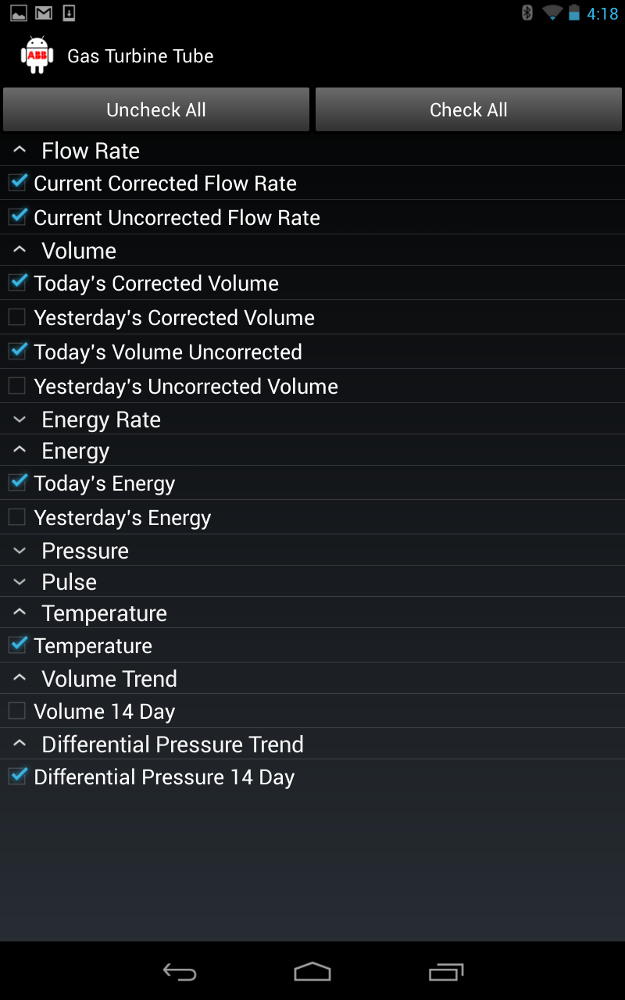 4:18
ABB
Gas Turbine Tube
Uncheck All
Check All
Flow Rate
Current Corrected Flow Rate
Current Uncorrected Flow Rate
Volume
Today's Corrected Volume
Yesterday's Corrected Volume
Today's Volume Uncorrected
Yesterday's Uncorrected Volume
Energy Rate
Energy
Today's Energy
Yesterday's Energy
Pressure
Pulse
Temperature
Temperature
Volume Trend
Volume 14 Day
Differential Pressure Trend
Differential Pressure 14 Day